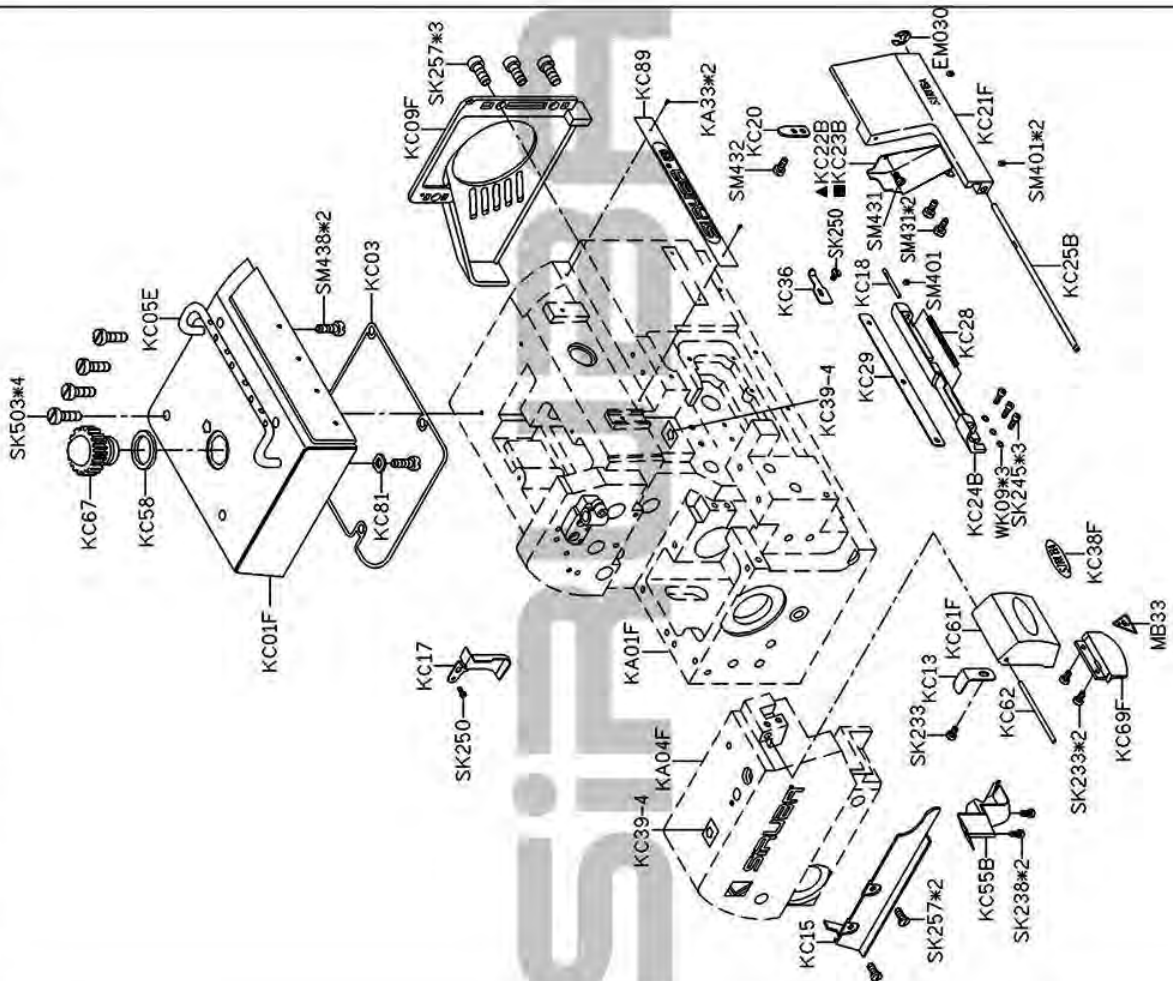 SK503*4
KC67
KC58
KC01F
KC05E
SM438*2
KC03
KC81
KC09F
SK257*3
KC89
KA33*2
SM432
KC20
▲KC22B
■KC23B
EM030
KC21F
SM401*2
SM431
SM431*2
KC25B
SK250
KC36
KC18
SM401
KC28
KC29
KC39-4
KC24B
WK09*3
SK245*3
KC17
SK250
KA01F
KA04F
KC39-4
SIRUBA
SIRUBA
SIRUBA
KC38F
KC61F
KC13
SK233
KC62
MB33
KC69F
SK233*2
KC15
SK257*2
KC55B
SK238*2